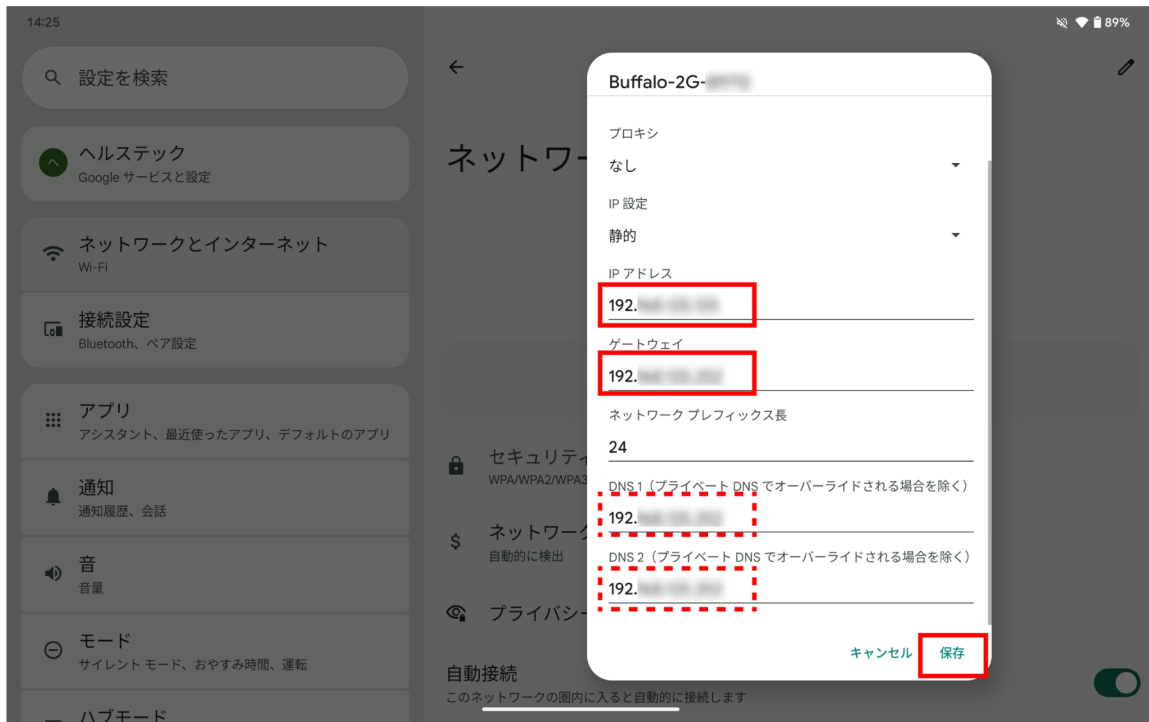 14:25
89%
設定を検索
ヘルステック
Google サービスと設定
ネットワークとインターネット
Wi-Fi
接続設定
Bluetooth、ペア設定
アプリ
アシスタント、最近使ったアプリ、デフォルトのアプリ
通知
通知履歴、会話
音
音量
モード
サイレント モード、おやすみ時間、運転
ハブモード
ネットワー
セキュリティ
WPA/WPA2/WPA3
ネットワーク
自動的に検出
プライバシー
自動接続
このネットワークの圏内に入ると自動的に接続します
Buffalo-2G-
プロキシ
なし
IP 設定
静的
IP アドレス
192.
ゲートウェイ
192.
ネットワーク プレフィックス長
24
DNS 1（プライベート DNS でオーバーライドされる場合を除く）
192.
DNS 2（プライベート DNS でオーバーライドされる場合を除く）
192.
キャンセル 保存